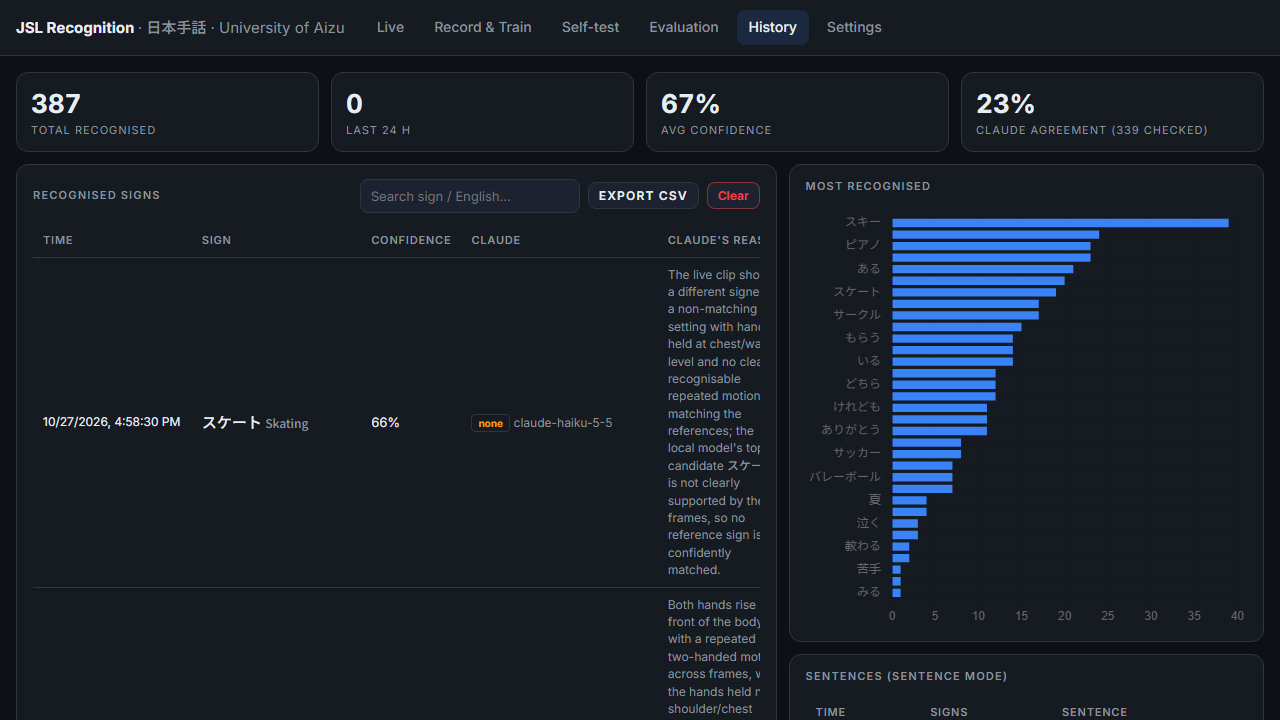 JSL Recognition · 日本手話 · University of Aizu
Live
Record & Train
Self-test
Evaluation
History
Settings
387
TOTAL RECOGNISED
0
LAST 24 H
67%
AVG CONFIDENCE
23%
CLAUDE AGREEMENT (339 CHECKED)
RECOGNISED SIGNS
Search sign / English...
EXPORT CSV
Clear
TIME
SIGN
CONFIDENCE
CLAUDE
CLAUDE'S REAS
10/27/2026, 4:58:30 PM
スケート Skating
66%
none claude-haiku-5-5
The live clip sho
a different signe
a non-matching
setting with hand
held at chest/wa
level and no clea
recognisable
repeated motion
matching the
references; the
local model's top
candidate スケー
is not clearly
supported by the
frames, so no
reference sign is
confidently
matched.
Both hands rise
front of the body
with a repeated
two-handed mot
across frames, w
the hands held n
shoulder/chest
MOST RECOGNISED
スキー
ピアノ
ある
スケート
サークル
もらう
いる
どちら
けれども
ありがとう
サッカー
バレーボール
夏
泣く
教わる
苦手
みる
0 5 10 15 20 25 30 35 40
SENTENCES (SENTENCE MODE)
TIME
SIGNS
SENTENCE